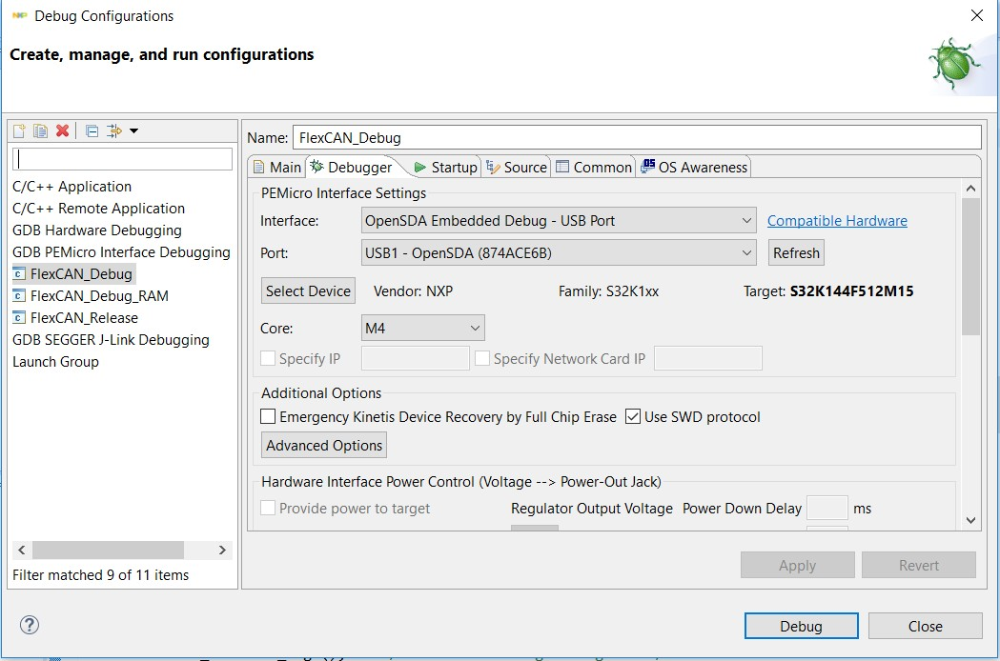 NXP Debug Configurations
Create, manage, and run configurations
Name: FlexCAN_Debug
C/C++ Application
C/C++ Remote Application
GDB Hardware Debugging
GDB PEMicro Interface Debugging
c FlexCAN_Debug
c FlexCAN_Debug_RAM
c FlexCAN_Release
GDB SEGGER J-Link Debugging
Launch Group
Filter matched 9 of 11 items
Main Debugger Startup Source Common OS OS Awareness
PEMicro Interface Settings
Interface: OpenSDA Embedded Debug - USB Port Compatible Hardware
Port: USB1 - OpenSDA (874ACE6B) Refresh
Select Device Vendor: NXP Family: S32K1xx Target: S32K144F512M15
Core: M4
Specify IP Specify Network Card IP
Additional Options
Emergency Kinetis Device Recovery by Full Chip Erase Use SWD protocol
Advanced Options
Hardware Interface Power Control (Voltage --> Power-Out Jack)
Provide power to target Regulator Output Voltage Power Down Delay ms
Apply Revert
? Debug Close